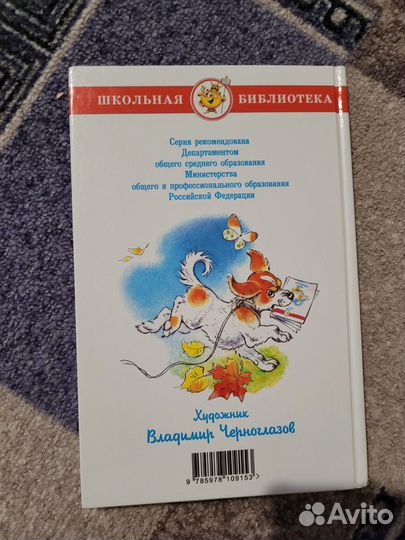 ШКОЛЬНАЯ БИБЛИОТЕКА
Серия рекомендована
Департаментом
общего среднего образования
Министерства
общего и профессионального образования
Российской Федерации
Художник
Владимир Черноглазов
9 785978 109153 >
Avito